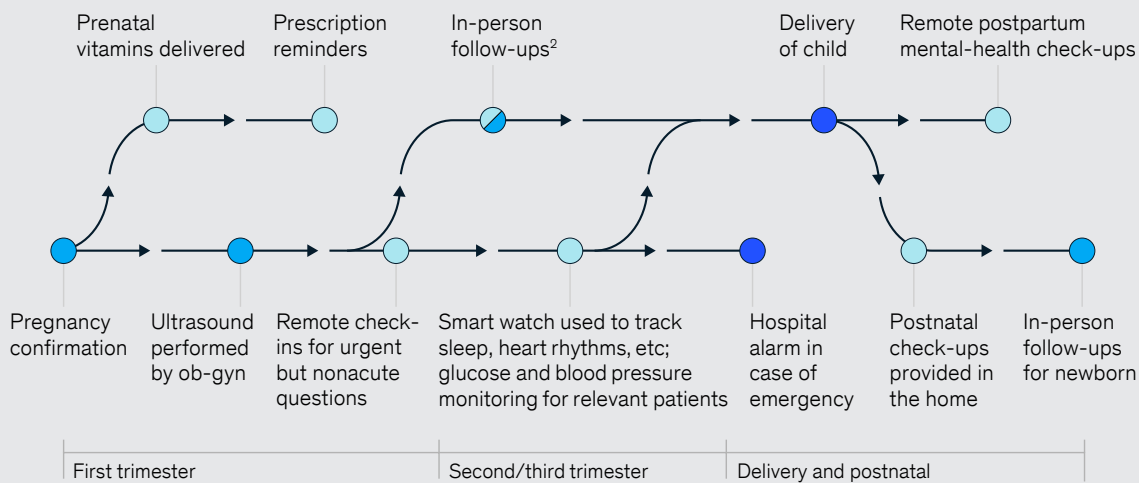 Prenatal
vitamins delivered
Prescription
reminders
In-person
follow-ups²
Delivery
of child
Remote postpartum
mental-health check-ups
Pregnancy
confirmation
Ultrasound
performed
by ob-gyn
Remote check-
ins for urgent
but nonacute
questions
Smart watch used to track
sleep, heart rhythms, etc;
glucose and blood pressure
monitoring for relevant patients
Hospital
alarm in
case of
emergency
Postnatal
check-ups
provided in
the home
In-person
follow-ups
for newborn
First trimester
Second/third trimester
Delivery and postnatal